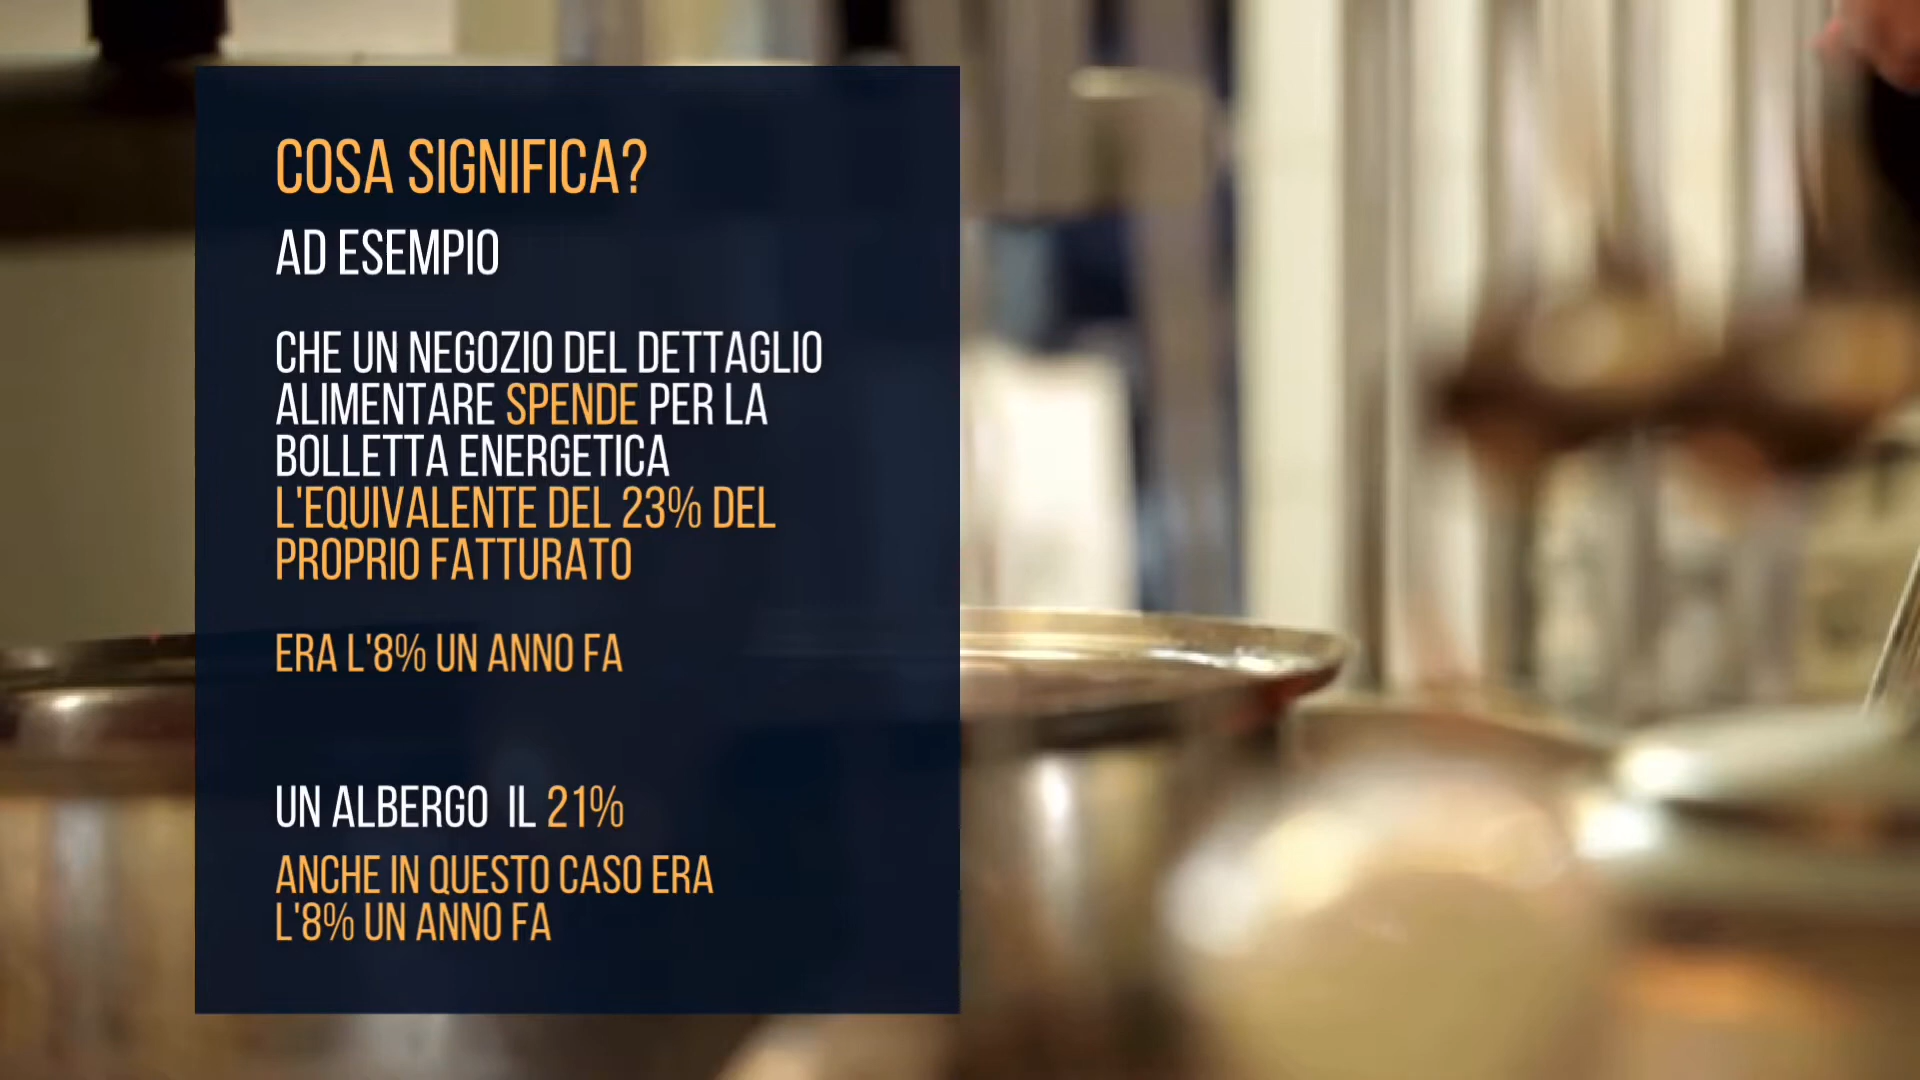 COSA SIGNIFICA?
AD ESEMPIO
CHE UN NEGOZIO DEL DETTAGLIO
ALIMENTARE SPENDE PER LA
BOLLETTA ENERGETICA
L'EQUIVALENTE DEL 23% DEL
PROPRIO FATTURATO
ERA L'8% UN ANNO FA
UN ALBERGO IL 21%
ANCHE IN QUESTO CASO ERA
L'8% UN ANNO FA